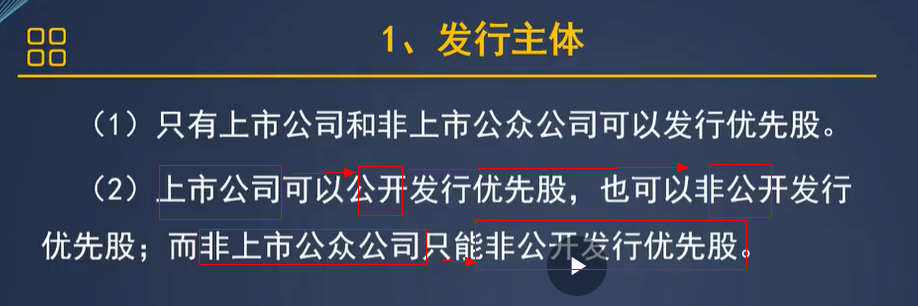 1、发行主体
（1）只有上市公司和非上市公众公司可以发行优先股。
（2）上市公司可以公开发行优先股，也可以非公开发行
优先股；而非上市公众公司只能非公开发行优先股。